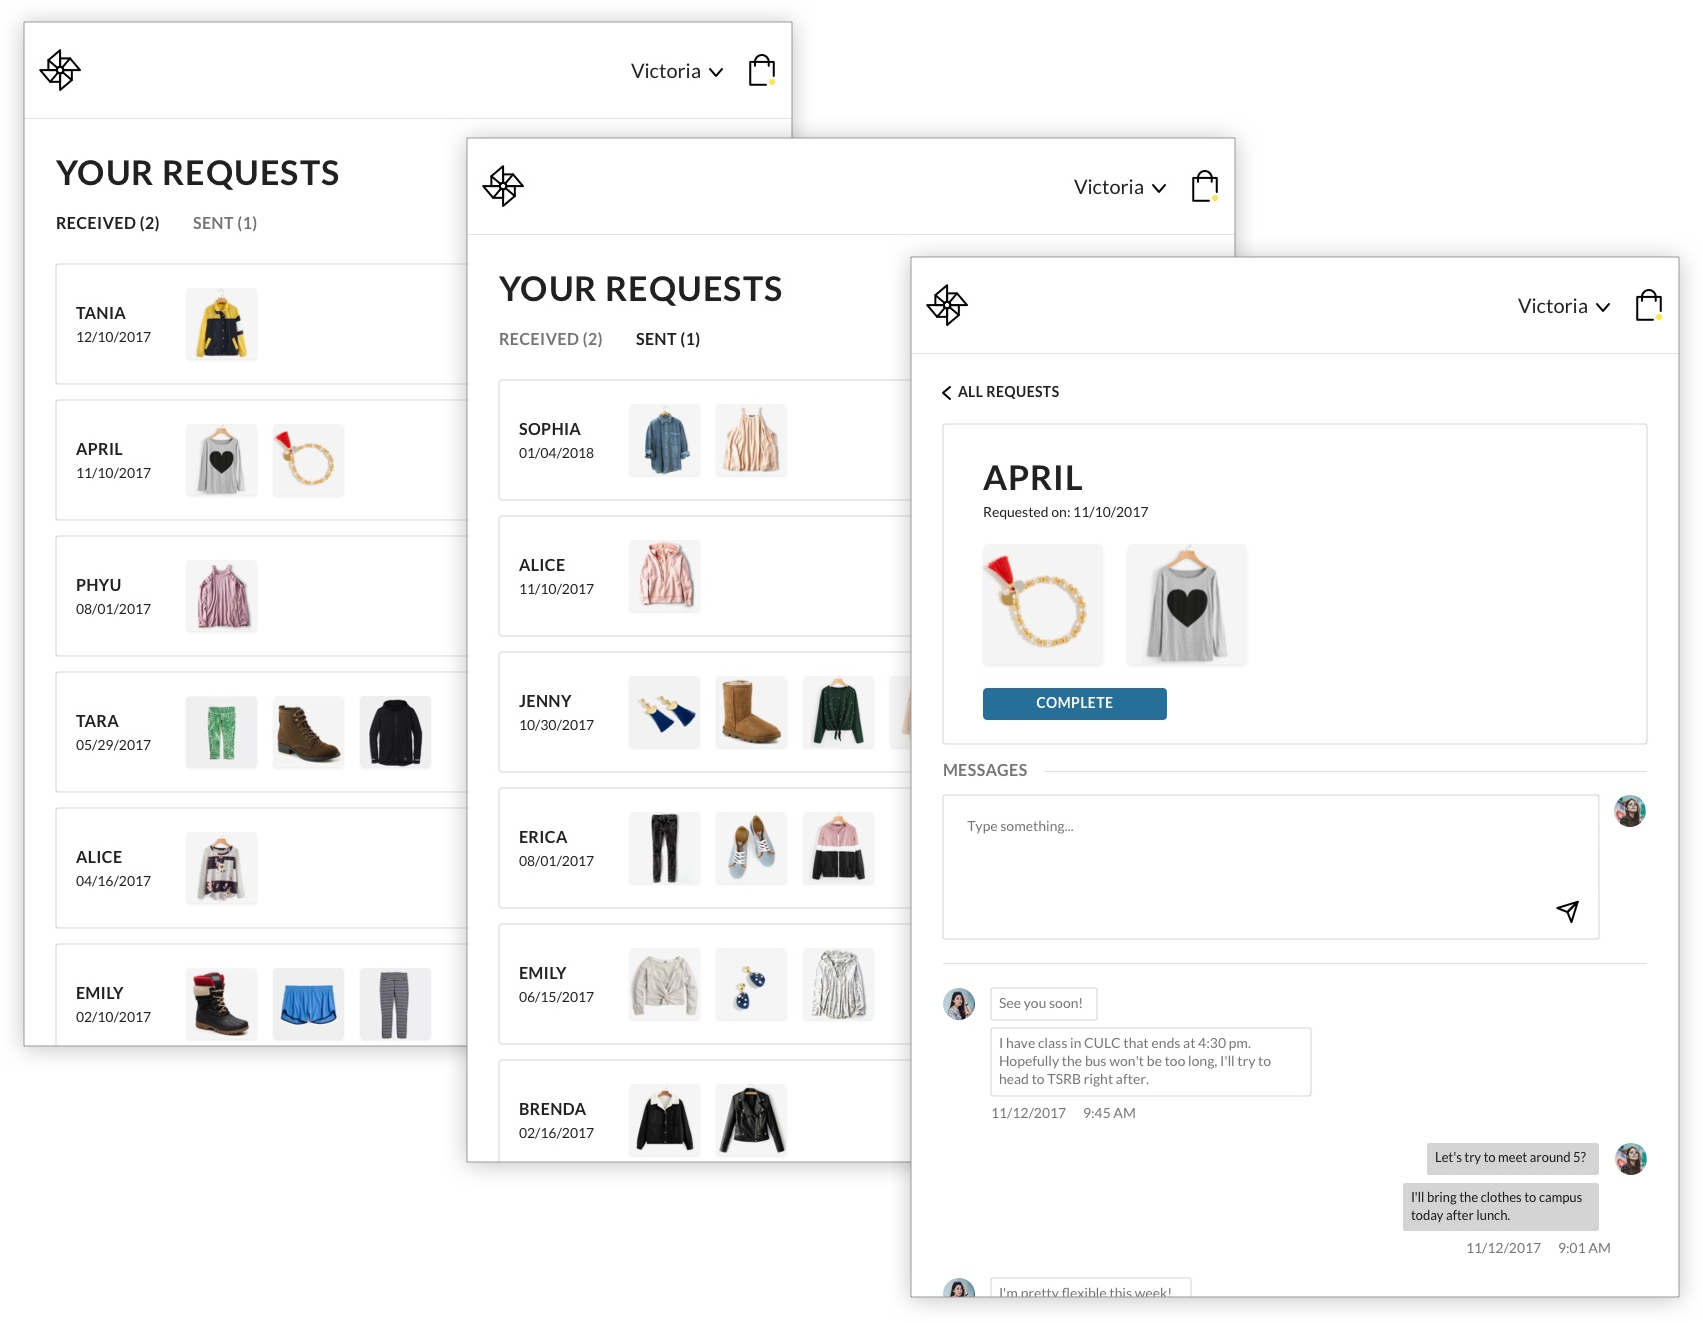 Victoria
YOUR REQUESTS
RECEIVED (2) SENT (1)
TANIA
12/10/2017
APRIL
11/10/2017
PHYU
08/01/2017
TARA
05/29/2017
ALICE
04/16/2017
EMILY
02/10/2017
Victoria
YOUR REQUESTS
RECEIVED (2) SENT (1)
SOPHIA
01/04/2018
ALICE
11/10/2017
JENNY
10/30/2017
ERICA
08/01/2017
EMILY
06/15/2017
BRENDA
02/16/2017
Victoria
ALL REQUESTS
APRIL
Requested on: 11/10/2017
COMPLETE
MESSAGES
Type something...
See you soon!
I have class in CULC that ends at 4:30 pm.
Hopefully the bus won't be too long, I'll try to
head to TSRB right after.
11/12/2017 9:45 AM
Let's try to meet around 5?
I'll bring the clothes to campus
today after lunch.
11/12/2017 9:01 AM
I'm pretty flexible this week!